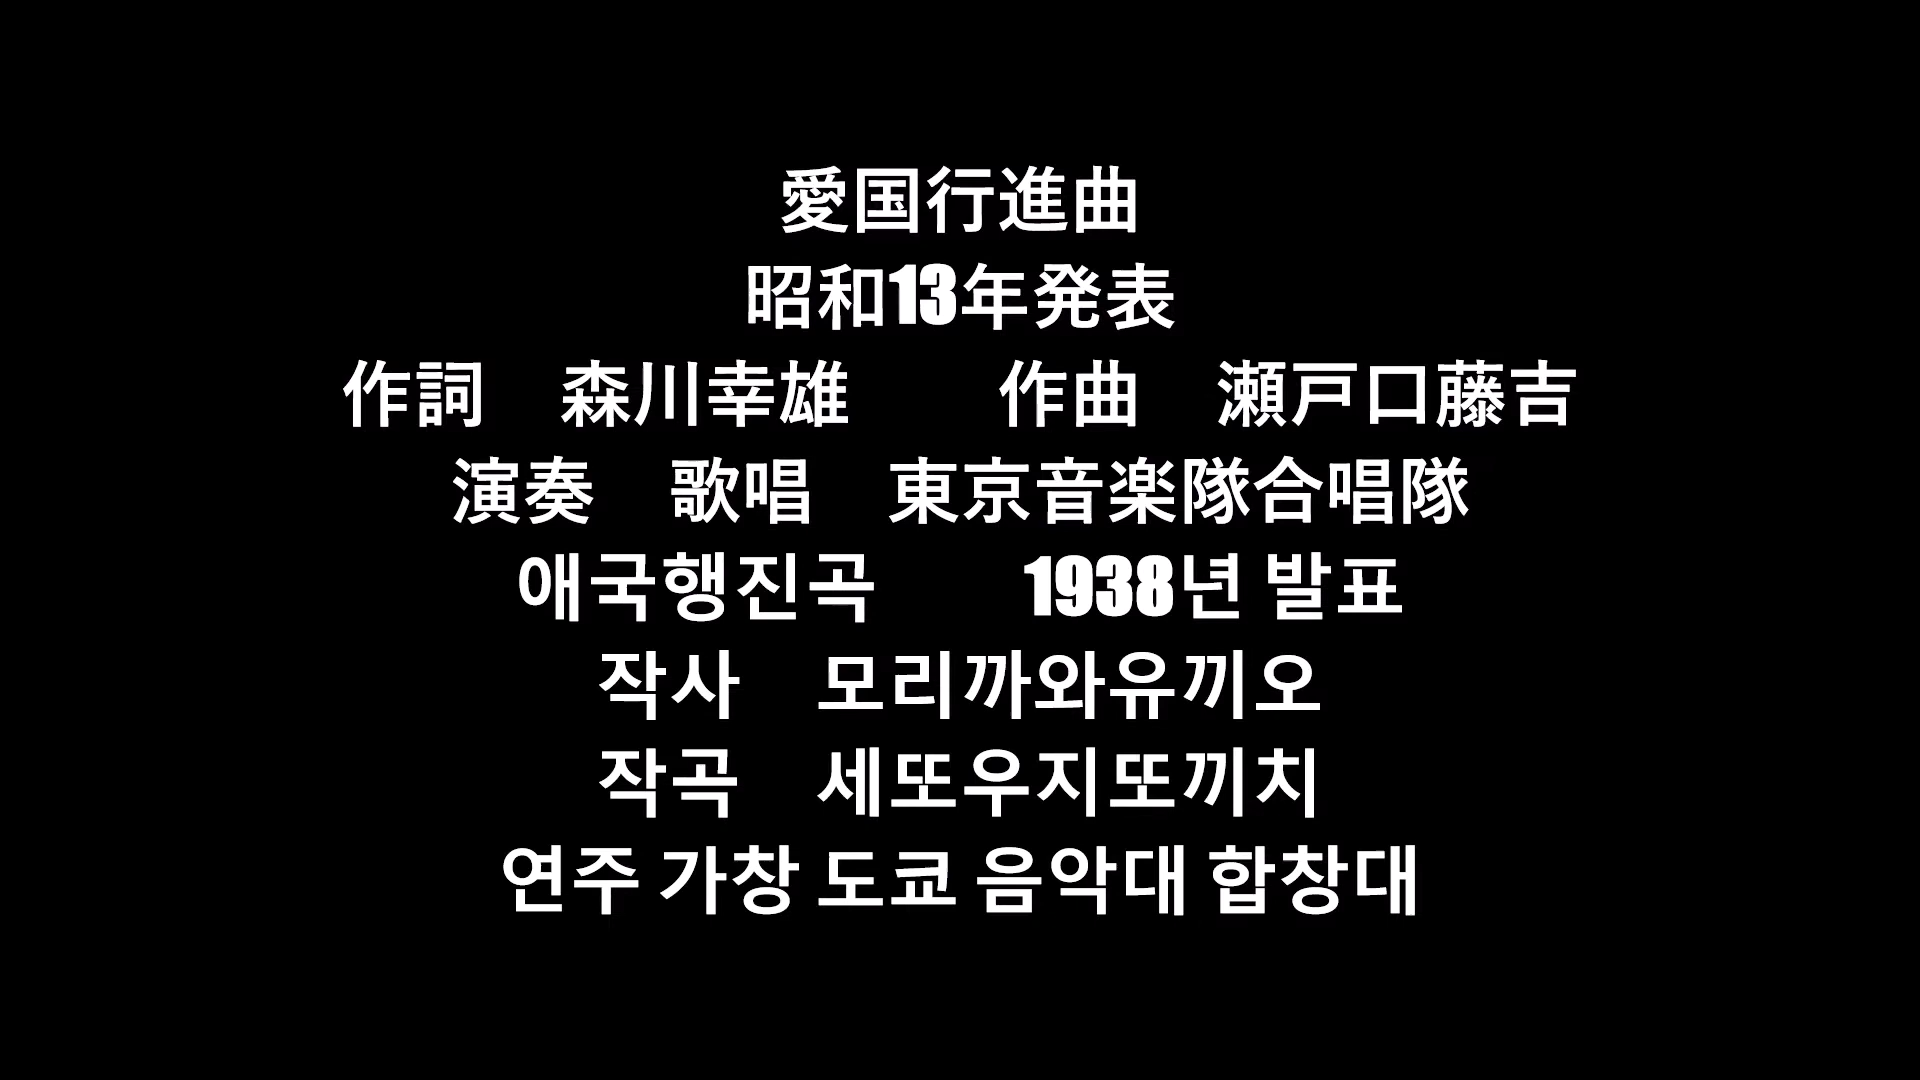 愛国行進曲
昭和13年発表
作詞　森川幸雄　　作曲　瀬戸口藤吉
演奏　歌唱　東京音楽隊合唱隊
애국행진곡　　1938년 발표
작사　모리까와유끼오
작곡　세또우지또끼치
연주 가창 도쿄 음악대 합창대